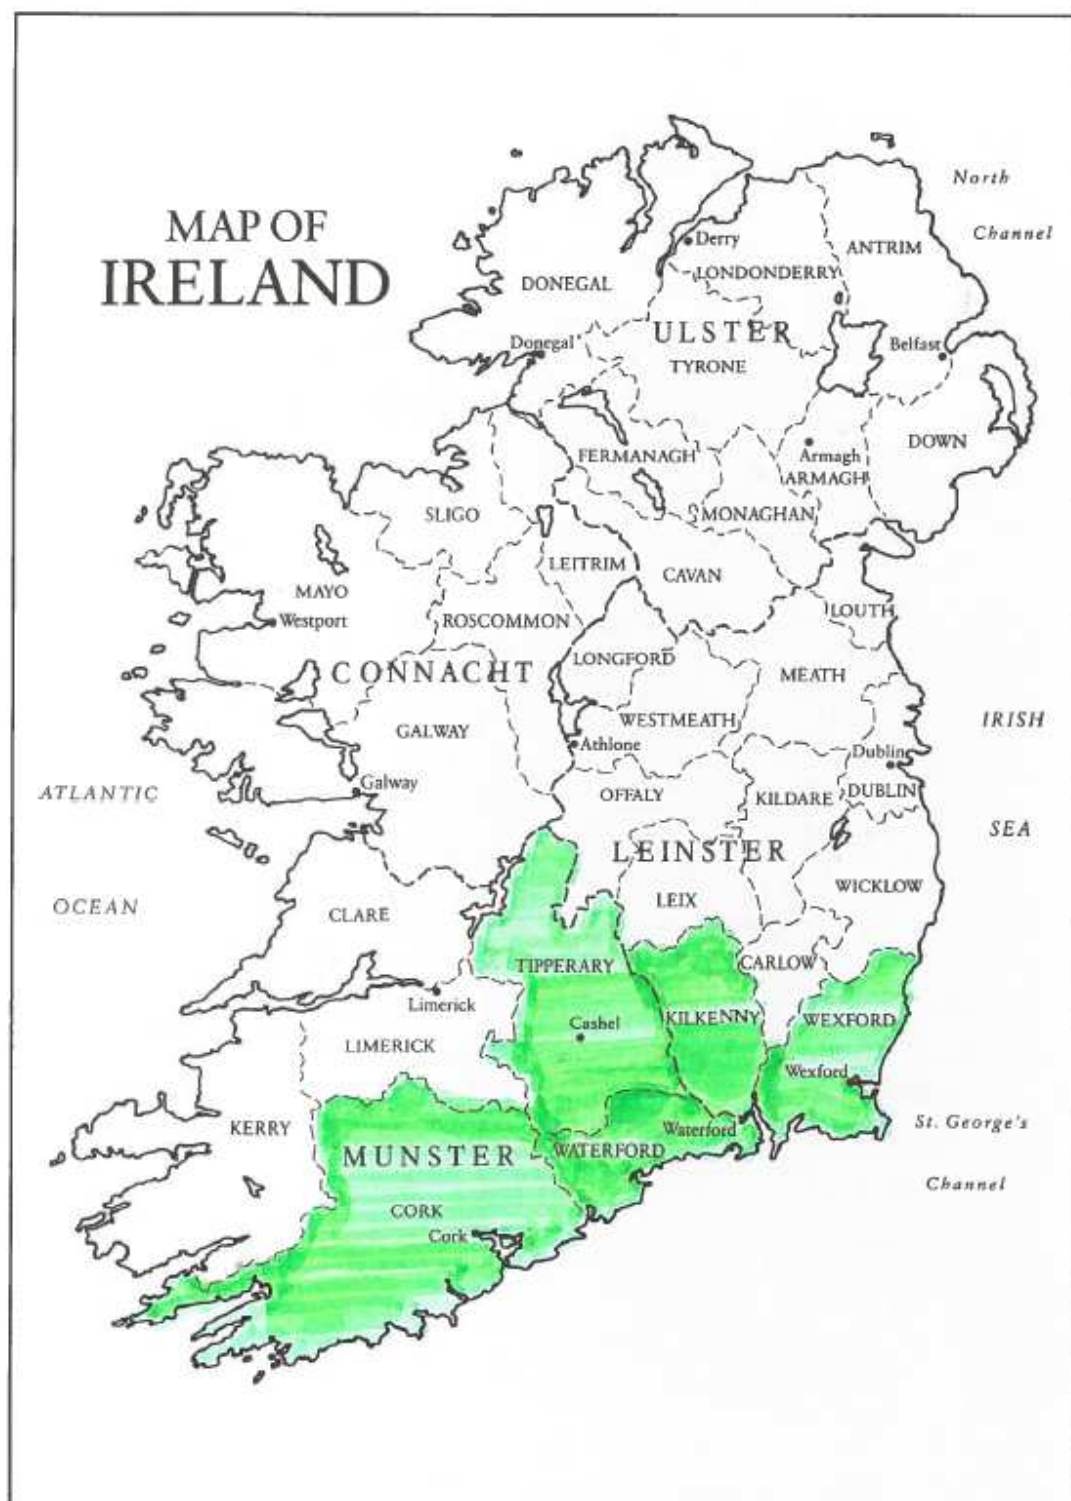 North
MAP OF
Channel
IRELAND
Derry
ANTRIM
LONDONDERRY
DONEGAL
ULSTER
Donegal
Belfast
TYRONE
DOWN
FERMANAGH
Armagh
ARMAGH
SLIGO
MONAGHAN
LEITRIM
CAVAN
MAYO
LOUTH
Westport
ROSCOMMON
LONGFORD
CONNACHT
MEATH
WESTMEATH
IRISH
GALWAY
Athlone
Dublin
Galway
ATLANTIC
OFFALY
KILDARE
DUBLIN
SEA
LEINSTER
WICKLOW
LEIX
OCEAN
CLARE
TIPPERARY
CARLOW
Limerick
Cashel
KILKENNY
WEXFORD
LIMERICK
Wexford
KERRY
Waterford
St. George's
MUNSTER
WATERFORD
Channel
CORK
Cork